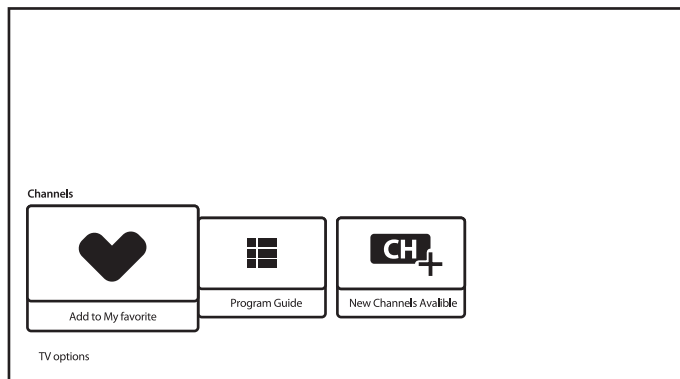 Channels
CH
Add to My favorite
Program Guide
New Channels Avalible
TV options